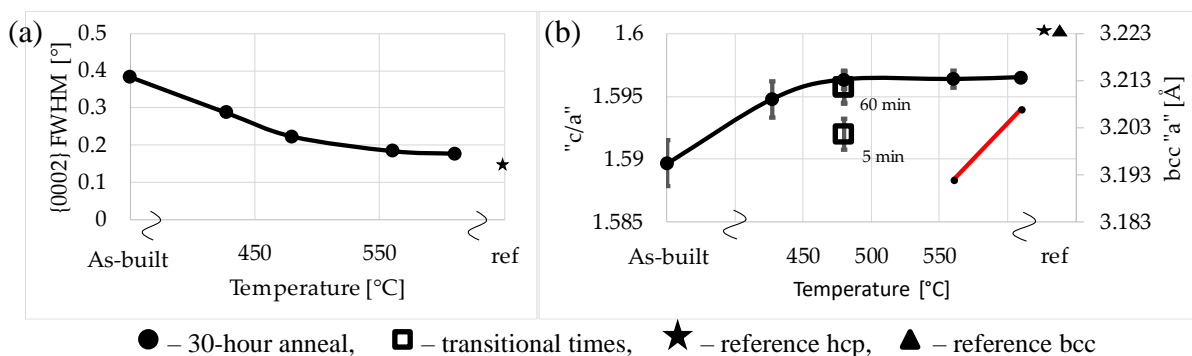 (a)
0.5
0.4
0.3
0.2
0.1
0
{0002} FWHM [°]
As-built
450
550
ref
Temperature [°C]
(b)
1.6
1.595
1.59
1.585
"c/a"
60 min
5 min
3.223
3.213
3.203
3.193
3.183
bcc "a" [Å]
As-built
450
500
550
ref
Temperature [°C]
– 30-hour anneal, – transitional times, – reference hcp, – reference bcc